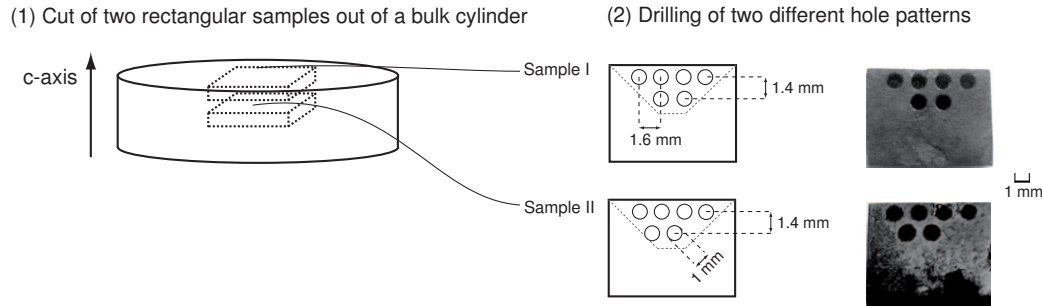 (1) Cut of two rectangular samples out of a bulk cylinder
(2) Drilling of two different hole patterns
c-axis
Sample I
1.4 mm
1.6 mm
1 mm
Sample II
1.4 mm
1 mm